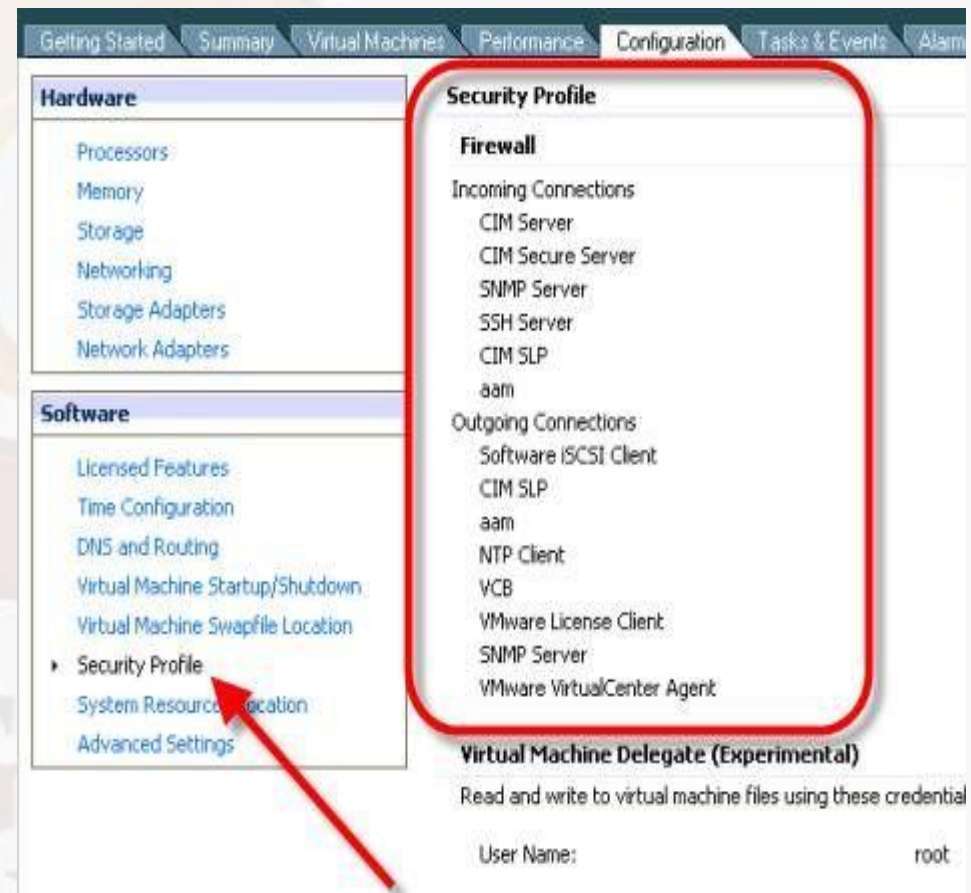 Getting Started Summary Virtual Machines Performance Configuration Tasks & Events
Hardware
Processors
Memory
Storage
Networking
Storage Adapters
Network Adapters
Software
Licensed Features
Time Configuration
DNS and Routing
Virtual Machine Startup/Shutdown
Virtual Machine Swapfile Location
Security Profile
System Resource
Advanced Settings
Security Profile
Firewall
Incoming Connections
CIM Server
CIM Secure Server
SNMP Server
SSH Server
CIM SLP
aam
Outgoing Connections
Software iSCSI Client
CIM SLP
aam
NTP Client
VCB
VMware License Client
SNMP Server
VMware VirtualCenter Agent
Virtual Machine Delegate (Experimental)
Read and write to virtual machine files using these credential
User Name: root